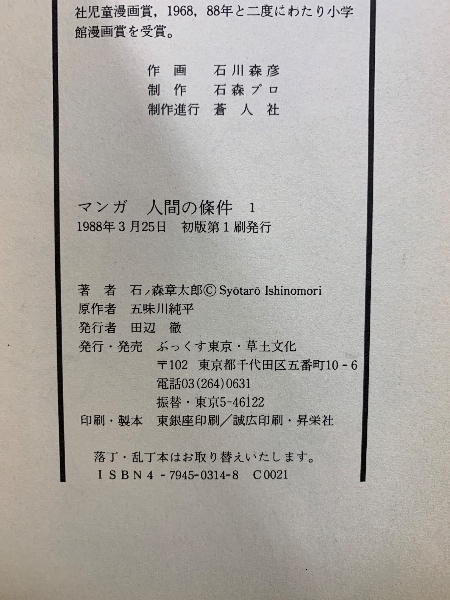 社児童漫画賞，1968，88年と二度にわたり小学
館漫画賞を受賞。
作　画　石川森彦
制　作　石森プロ
制作進行　蒼人社
マンガ　人間の條件　1
1988年3月25日　初版第1刷発行
著　者　石ノ森章太郎Ⓒ Syōtarō Ishinomori
原作者　五味川純平
発行者　田辺　徹
発行・発売　ぶっくす東京・草土文化
〒102　東京都千代田区五番町10－6
電話03(264)0631
振替・東京5-46122
印刷・製本　東銀座印刷／誠広印刷・昇栄社
落丁・乱丁本はお取り替えいたします。
ISBN4－7945-0314-8　C0021